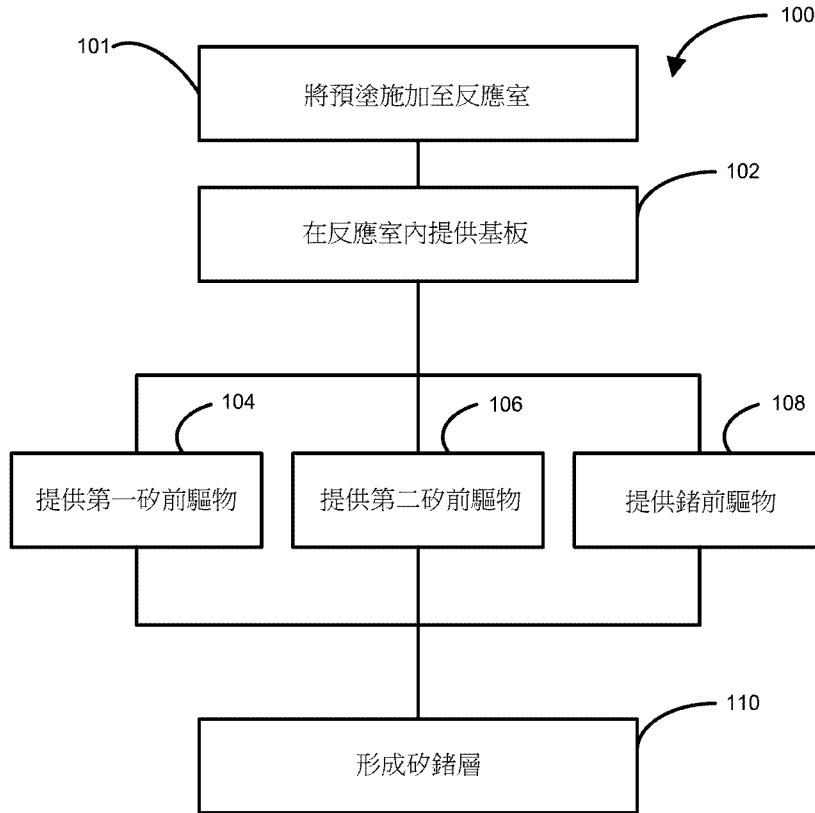 100
101
將預塗施加至反應室
102
在反應室內提供基板
104
106
108
提供第一矽前驅物
提供第二矽前驅物
提供鍺前驅物
110
形成矽鍺層